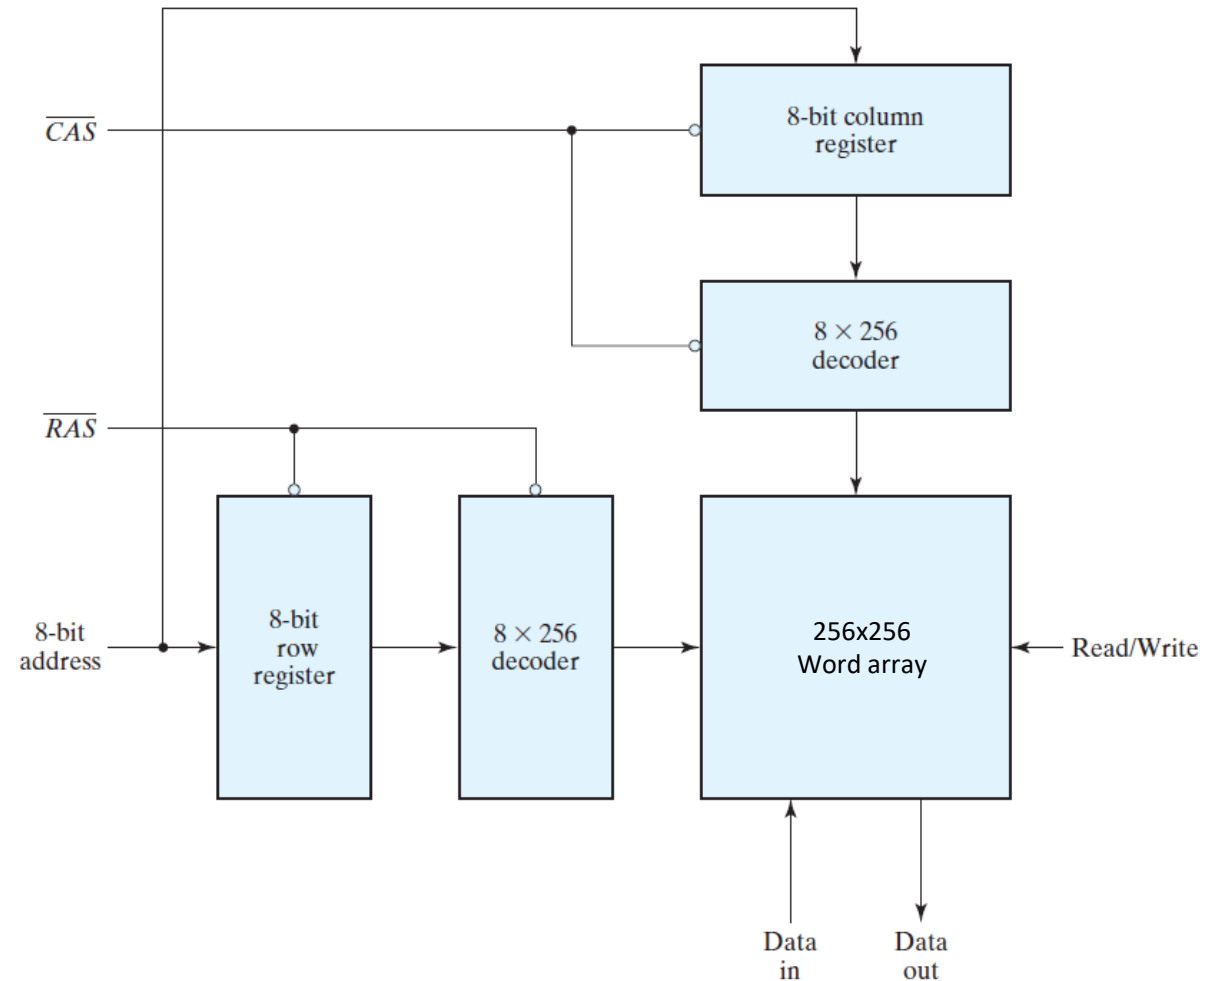 8-bit column
register
CAS
8 × 256
decoder
RAS
8-bit
address
8-bit
row
register
8 × 256
decoder
256x256
Word array
Read/Write
Data
in
Data
out